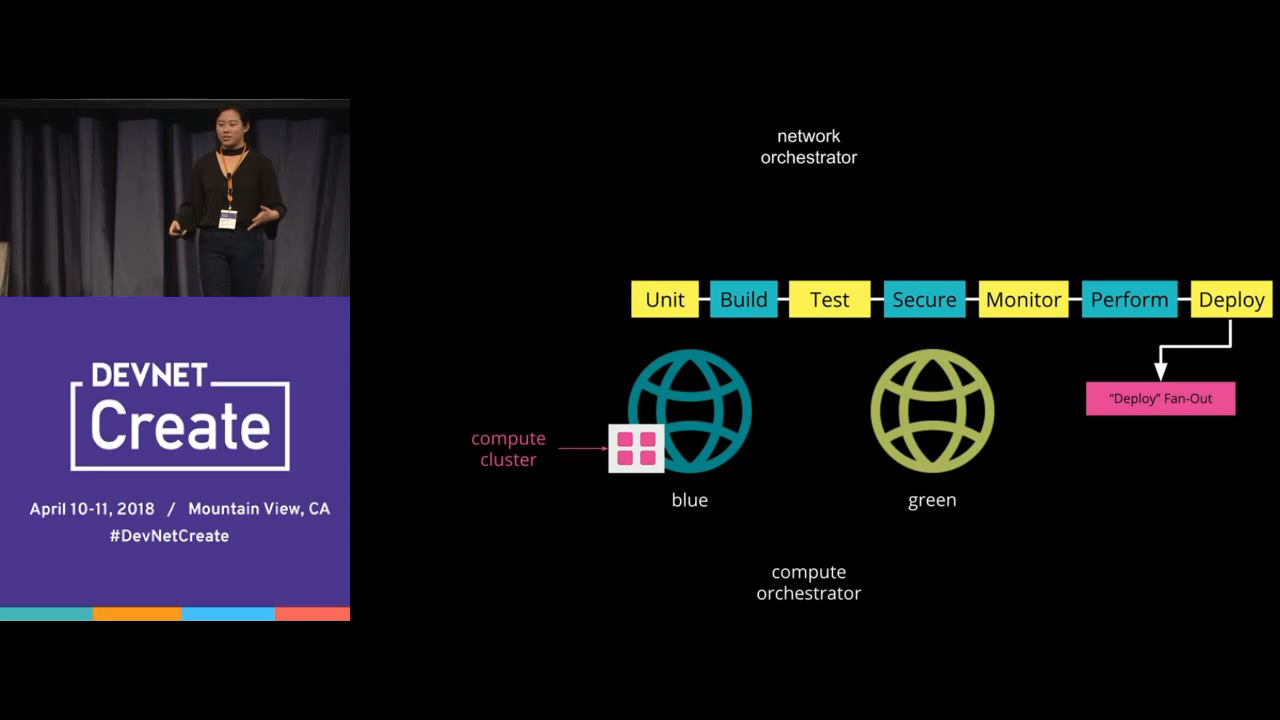 DEVNET
Create
April 10-11, 2018 / Mountain View, CA
#DevNetCreate
network
orchestrator
Unit Build Test Secure Monitor Perform Deploy
"Deploy" Fan-Out
compute
cluster
blue
green
compute
orchestrator